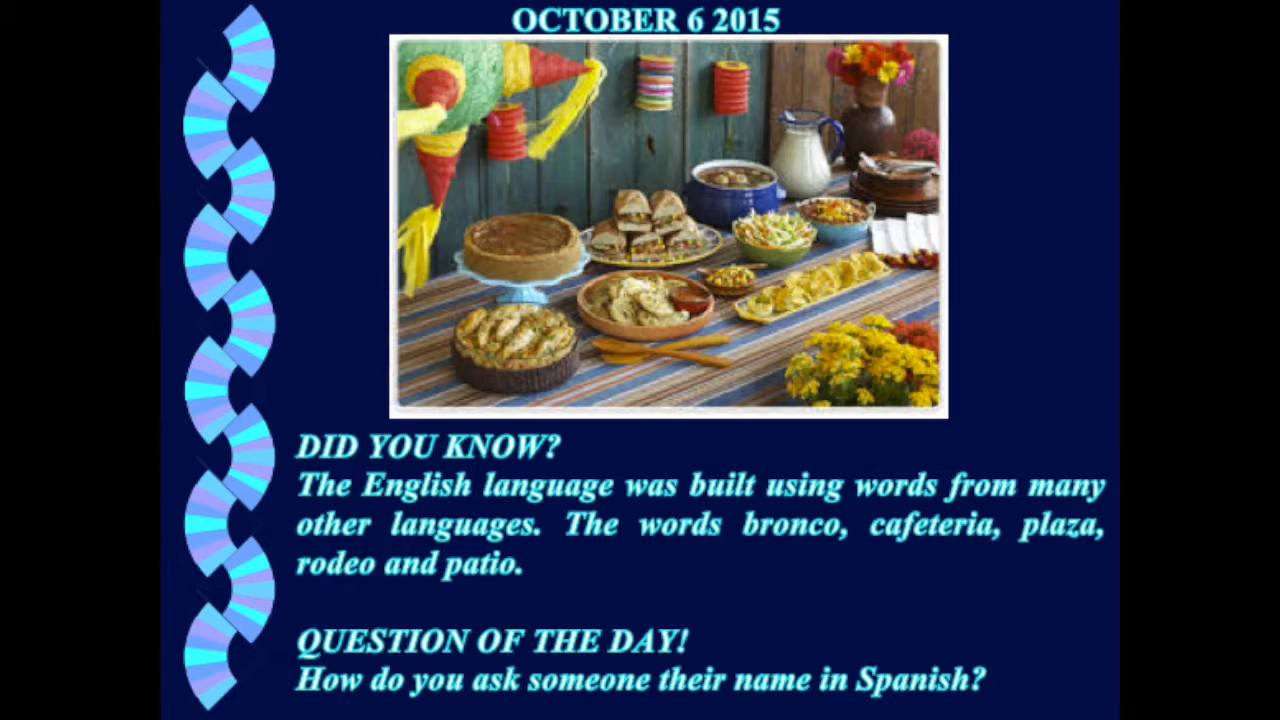 OCTOBER 6 2015
DID YOU KNOW?
The English language was built using words from many
other languages. The words bronco, cafeteria, plaza,
rodeo and patio.
QUESTION OF THE DAY!
How do you ask someone their name in Spanish?